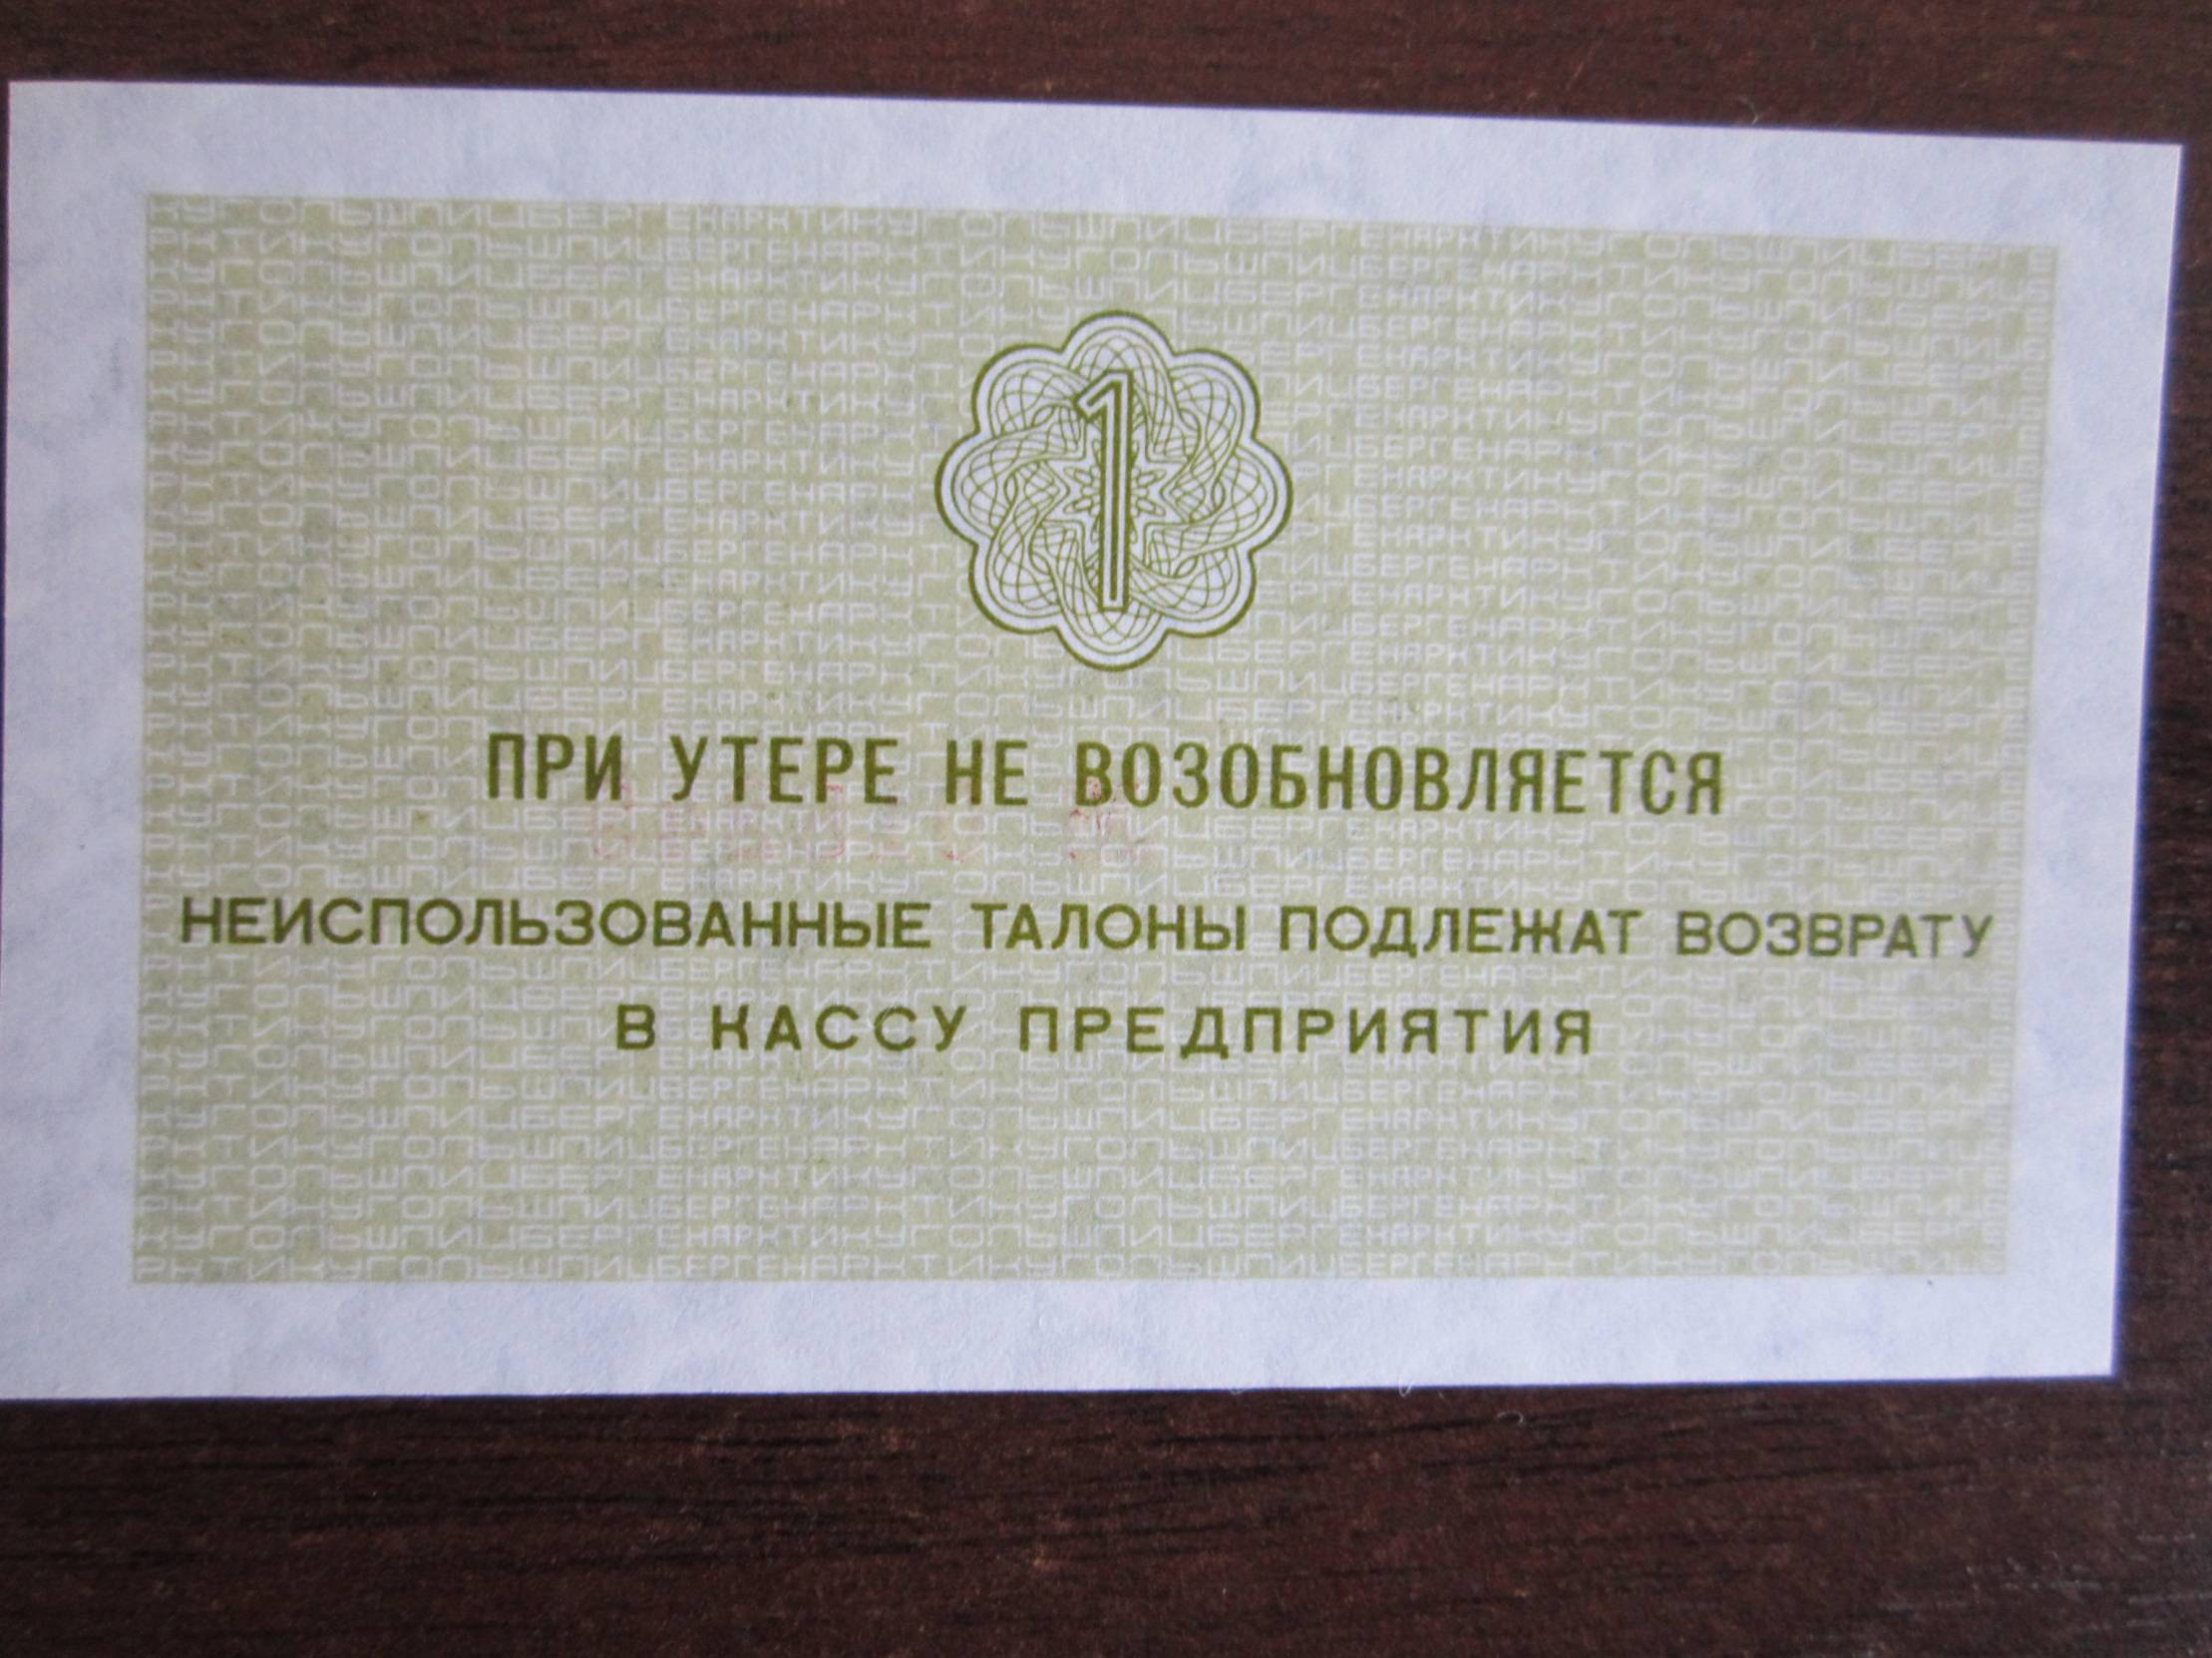 1
ПРИ УТЕРЕ НЕ ВОЗОБНОВЛЯЕТСЯ
НЕИСПОЛЬЗОВАННЫЕ ТАЛОНЫ ПОДЛЕЖАТ ВОЗВРАТУ
В КАССУ ПРЕДПРИЯТИЯ